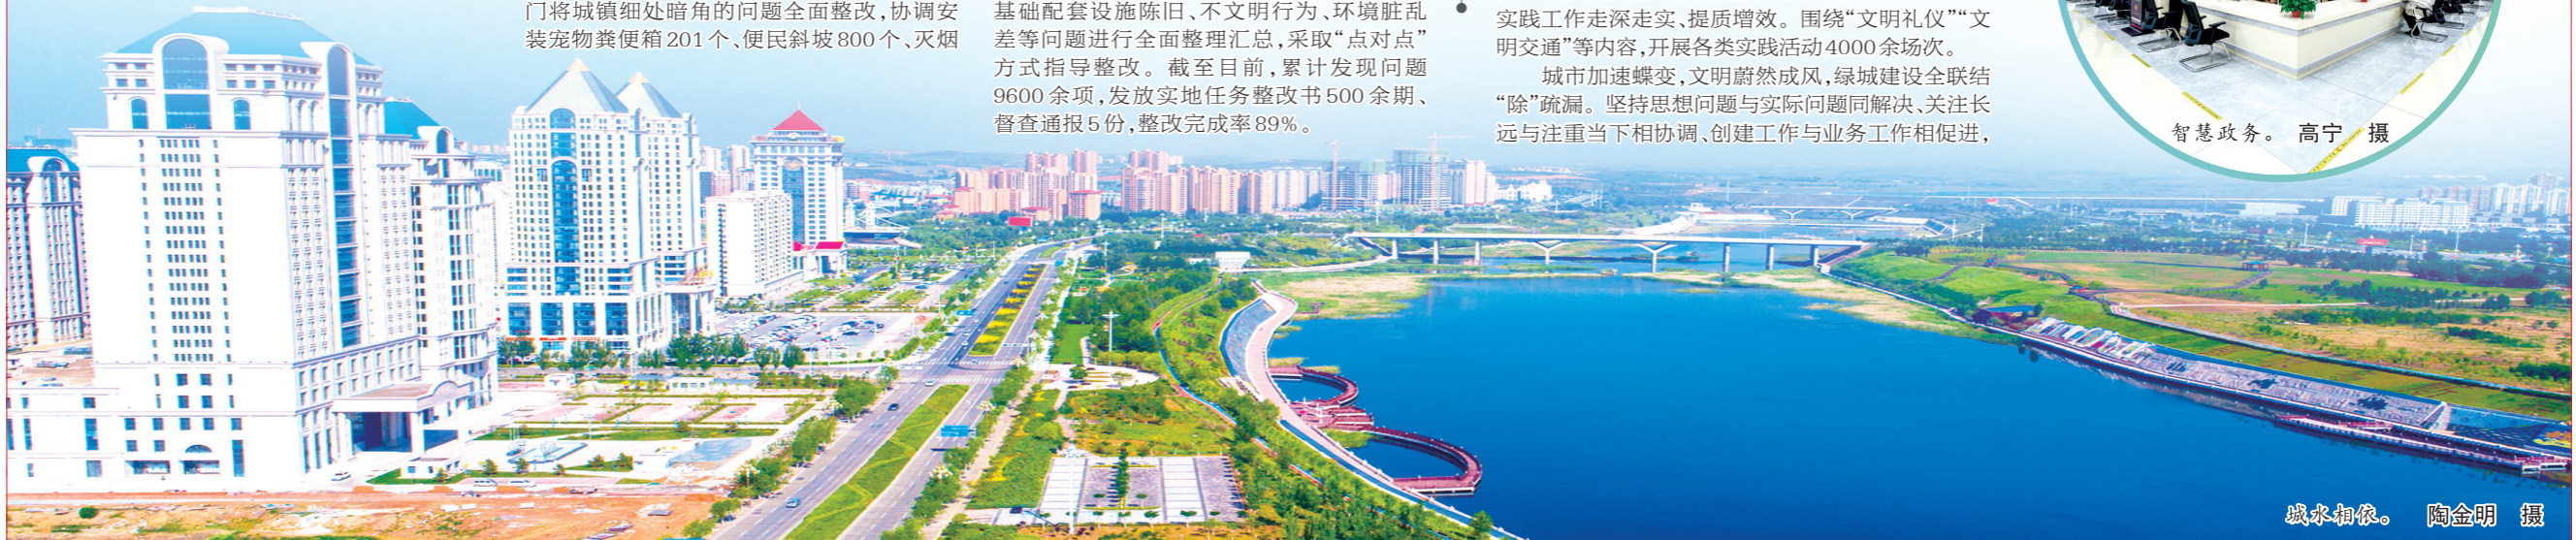 门将城镇细处暗角的问题全面整改,协调安
装宠物粪便箱201个、便民斜坡800个、灭烟
基础配套设施陈旧、不文明行为、环境脏乱
差等问题进行全面整理汇总,采取“点对点”
方式指导整改。截至目前,累计发现问题
9600余项,发放实地任务整改书500余期、
督查通报5份,整改完成率89%。
实践工作走深走实、提质增效。围绕“文明礼仪”“文
明交通”等内容,开展各类实践活动4000余场次。
城市加速蝶变,文明蔚然成风,绿城建设全联结
“除”疏漏。坚持思想问题与实际问题同解决、关注长
远与注重当下相协调、创建工作与业务工作相促进,
智慧政务。 高宁 摄
城水相依。 陶金明 摄